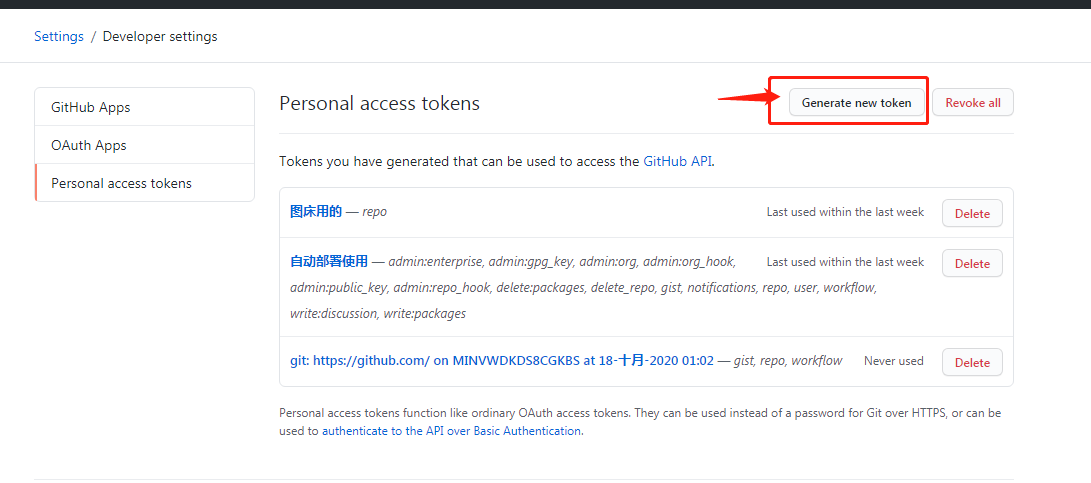 Settings / Developer settings
GitHub Apps
OAuth Apps
Personal access tokens
Personal access tokens
Generate new token
Revoke all
Tokens you have generated that can be used to access the GitHub API.
图床用的 — repo
Last used within the last week
Delete
自动部署使用 — admin:enterprise, admin:gpg_key, admin:org, admin:org_hook,
admin:public_key, admin:repo_hook, delete:packages, delete_repo, gist, notifications, repo, user, workflow,
write:discussion, write:packages
Last used within the last week
Delete
git: https://github.com/ on MINVWDKDS8CGKBS at 18-十月-2020 01:02 — gist, repo, workflow
Never used
Delete
Personal access tokens function like ordinary OAuth access tokens. They can be used instead of a password for Git over HTTPS, or can be
used to authenticate to the API over Basic Authentication.